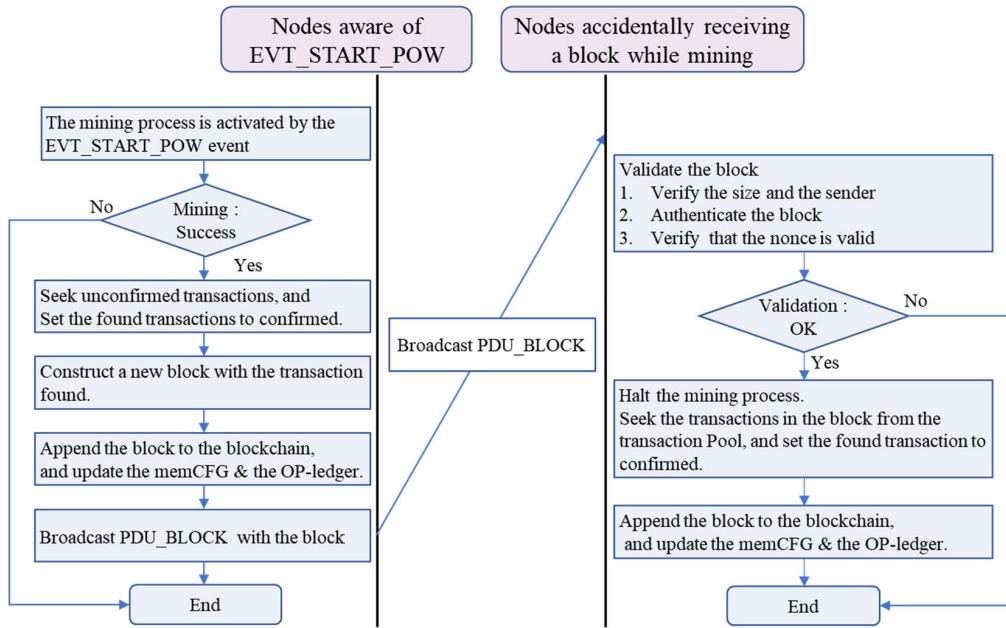 Nodes aware of
EVT_START_POW
Nodes accidentally receiving
a block while mining
The mining process is activated by the
EVT_START_POW event
No
Mining :
Success
Yes
Seek unconfirmed transactions, and
Set the found transactions to confirmed.
Construct a new block with the transaction
found.
Append the block to the blockchain,
and update the memCFG & the OP-ledger.
Broadcast PDU_BLOCK with the block
End
Broadcast PDU_BLOCK
Validate the block
1. Verify the size and the sender
2. Authenticate the block
3. Verify that the nonce is valid
Validation :
OK
No
Yes
Halt the mining process.
Seek the transactions in the block from the
transaction Pool, and set the found transaction to
confirmed.
Append the block to the blockchain,
and update the memCFG & the OP-ledger.
End